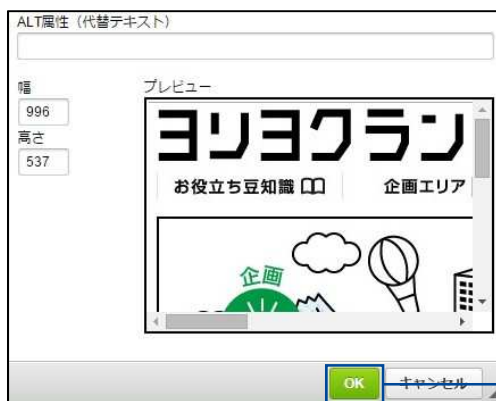 ALT属性（代替テキスト）
幅
プレビュー
996
高さ
537
ヨリヨクラン
お役立ち豆知識
企画エリア
企画
OK
キャンセル